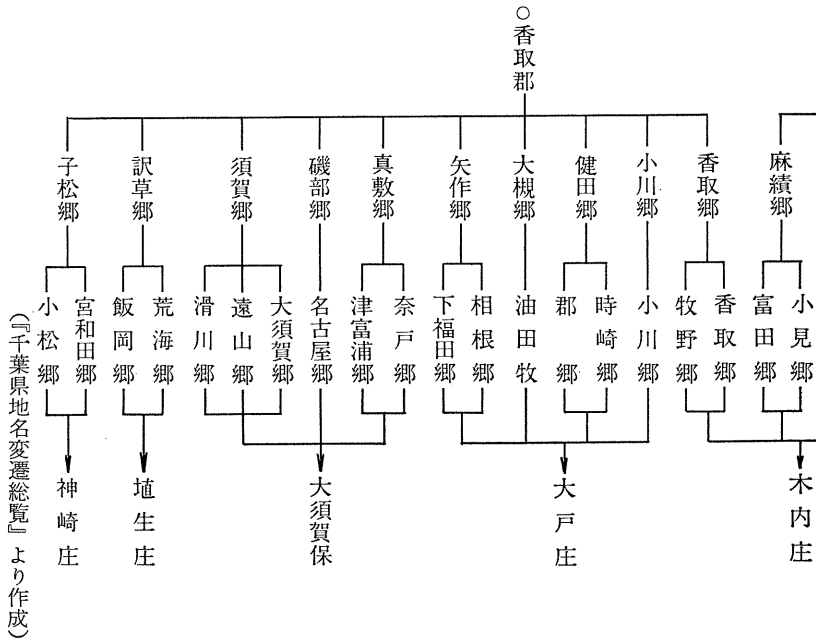 ○香取郡
麻績郷
香取郷
小川郷
健田郷
大槻郷
矢作郷
真敷郷
磯部郷
須賀郷
訳草郷
子松郷
小見郷
富田郷
香取郷
牧野郷
小川郷
時崎郷
郡郷
油田牧
相根郷
下福田郷
奈戸郷
津富浦郷
名古屋郷
大須賀郷
遠山郷
滑川郷
荒海郷
飯岡郷
宮和田郷
小松郷
木内庄
大戸庄
大須賀保
埴生庄
神崎庄
(『千葉県地名変遷総覧』より作成)